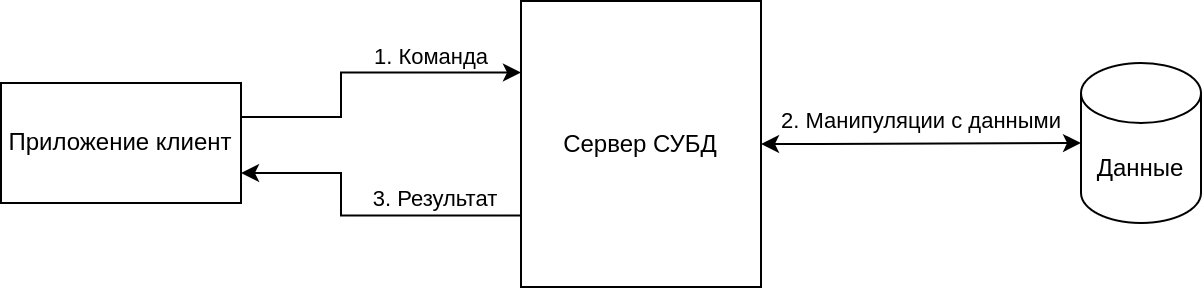 1. Команда
Приложение клиент
Сервер СУБД
2. Манипуляции с данными
Данные
3. Результат